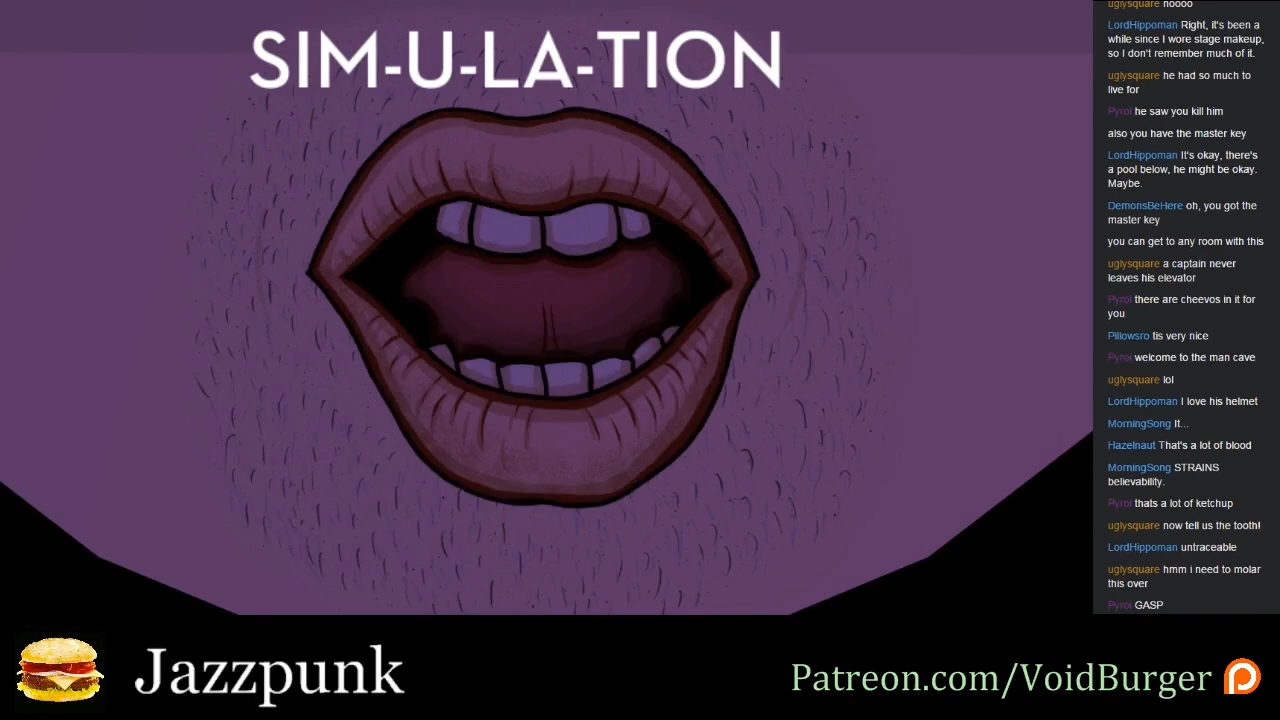 SIM-U-LA-TION
uglysquare noooo
LordHippoman Right, it's been a
while since I wore stage makeup,
so I don't remember much of it.
uglysquare he had so much to
live for
Pyroi he saw you kill him
also you have the master key
LordHippoman It's okay, there's
a pool below, he might be okay.
Maybe.
DemonsBeHere oh, you got the
master key
you can get to any room with this
uglysquare a captain never
leaves his elevator
Pyroi there are cheevos in it for
you
Pillowsro tis very nice
Pyroi welcome to the man cave
uglysquare lol
LordHippoman I love his helmet
MorningSong It...
Hazelnaut That's a lot of blood
MorningSong STRAINS
believability.
Pyroi thats a lot of ketchup
uglysquare now tell us the tooth!
LordHippoman untraceable
uglysquare hmm i need to molar
this over
Pyroi GASP
Jazzpunk
Patreon.com/VoidBurger